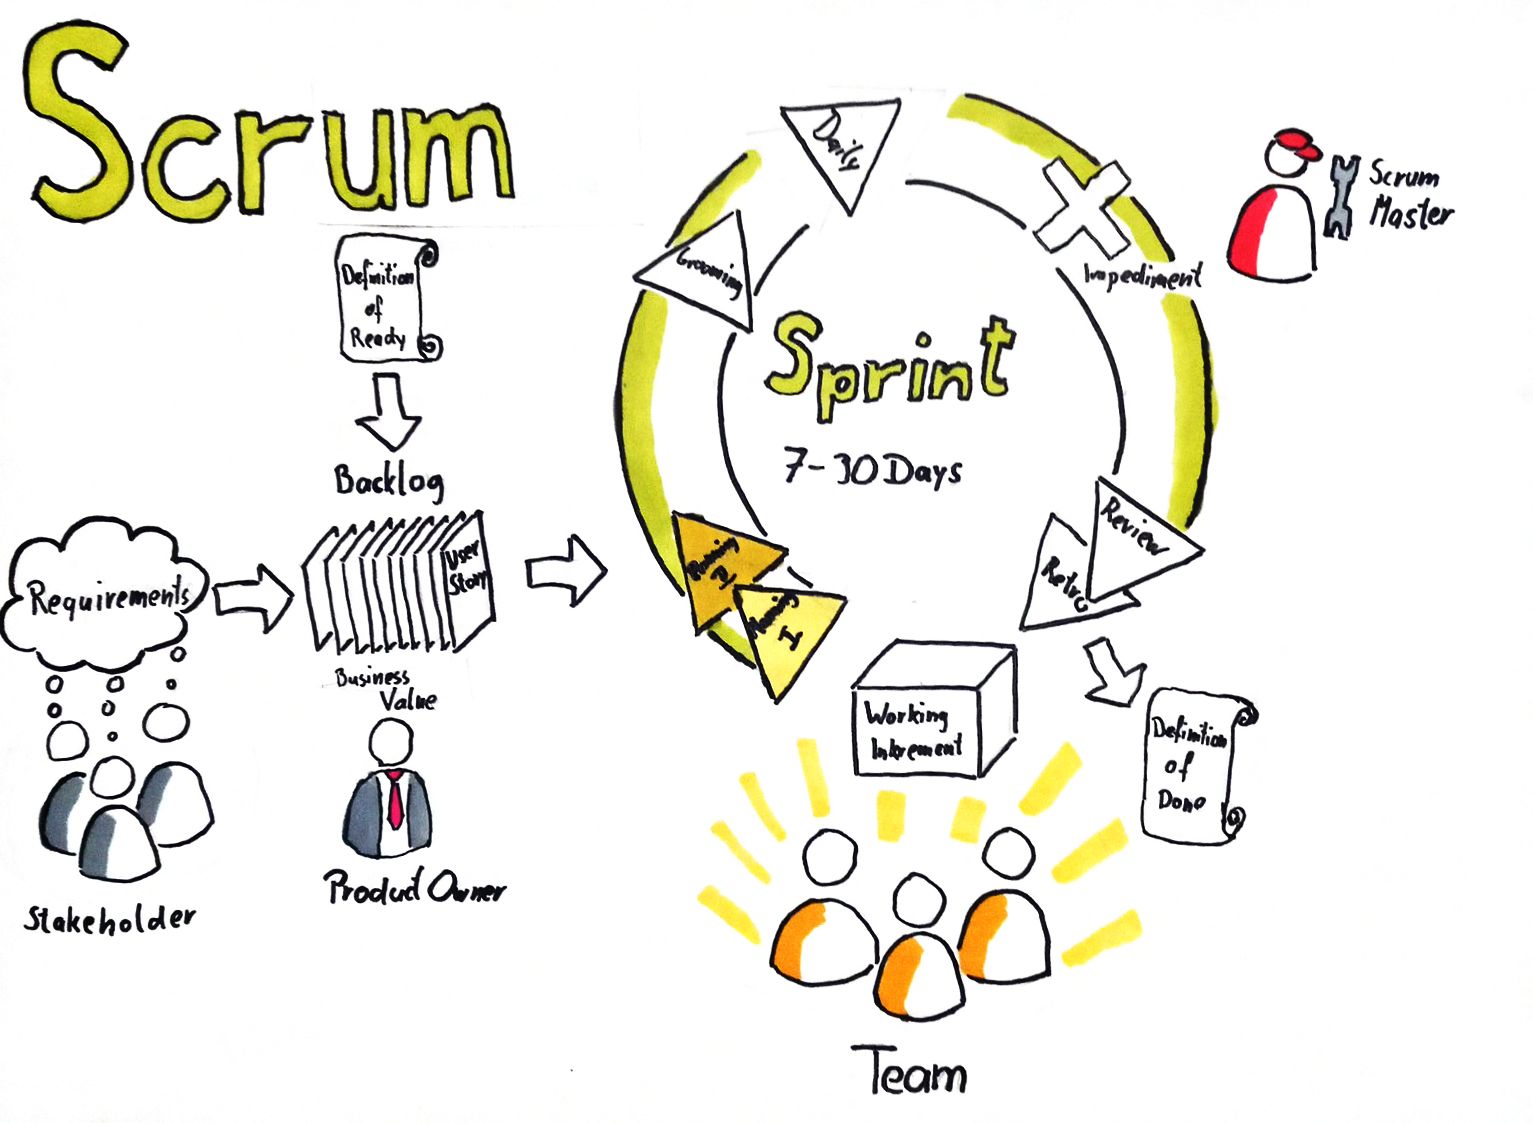 Scrum
Definition
of
Ready
Backlog
Requirements
User
Story
Business
Value
Stakeholder
Product Owner
Daily
Grooming
Sprint
7-30 Days
Impediment
Scrum
Master
Planning
II
Planning
I
Review
Retro
Working
Inkrement
Definition
of
Done
Team